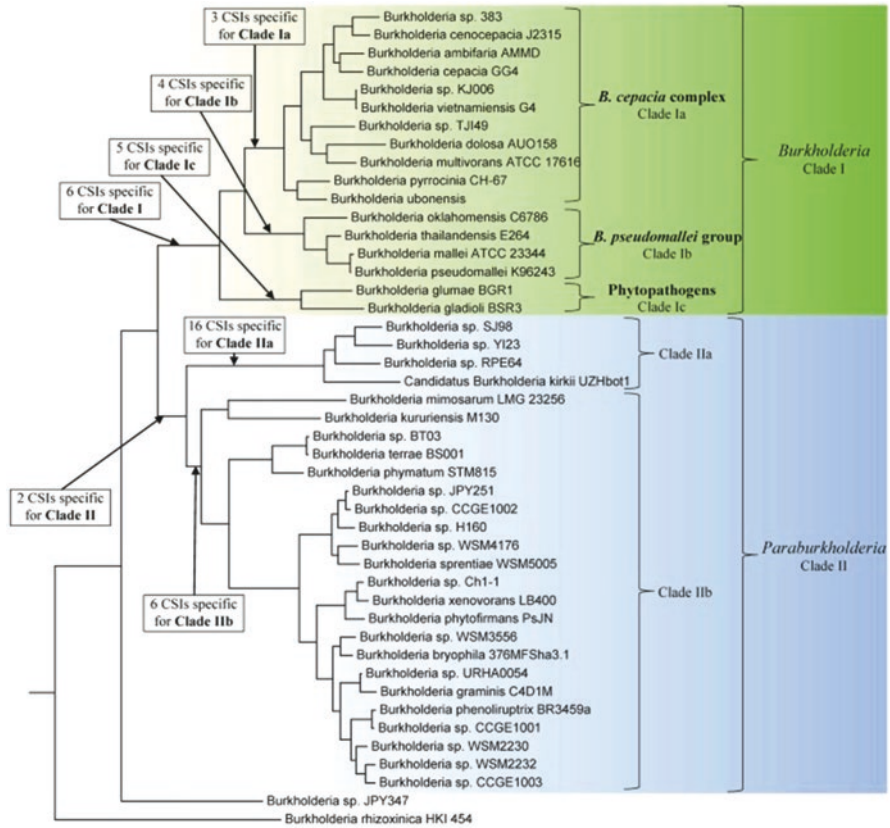 3 CSIs specific
for Clade Ia
4 CSIs specific
for Clade Ib
5 CSIs specific
for Clade Ic
6 CSIs specific
for Clade I
16 CSIs specific
for Clade IIa
2 CSIs specific
for Clade II
6 CSIs specific
for Clade IIb
Burkholderia sp. 383
Burkholderia cenocepacia J2315
Burkholderia ambifaria AMMD
Burkholderia cepacia GG4
Burkholderia sp. KJ006
Burkholderia vietnamiensis G4
Burkholderia sp. TJI49
Burkholderia dolosa AUO158
Burkholderia multivorans ATCC 17616
Burkholderia pyrrocinia CH-67
Burkholderia ubonensis
Burkholderia oklahomensis C6786
Burkholderia thailandensis E264
Burkholderia mallei ATCC 23344
Burkholderia pseudomallei K96243
Burkholderia glumae BGR1
Burkholderia gladioli BSR3
Burkholderia sp. SJ98
Burkholderia sp. YI23
Burkholderia sp. RPE64
Candidatus Burkholderia kirkii UZHbot1
Burkholderia mimosarum LMG 23256
Burkholderia kururiensis M130
Burkholderia sp. BT03
Burkholderia terrae BS001
Burkholderia phymatum STM815
Burkholderia sp. JPY251
Burkholderia sp. CCGE1002
Burkholderia sp. H160
Burkholderia sp. WSM4176
Burkholderia sprentiae WSM5005
Burkholderia sp. Ch1-1
Burkholderia xenovorans LB400
Burkholderia phytofirmans PsJN
Burkholderia sp. WSM3556
Burkholderia bryophila 376MFSha3.1
Burkholderia sp. URHA0054
Burkholderia graminis C4D1M
Burkholderia phenoliruptrix BR3459a
Burkholderia sp. CCGE1001
Burkholderia sp. WSM2230
Burkholderia sp. WSM2232
Burkholderia sp. CCGE1003
Burkholderia sp. JPY347
Burkholderia rhizoxinica HKI 454
B. cepacia complex
Clade Ia
B. pseudomallei group
Clade Ib
Phytopathogens
Clade Ic
Clade IIa
Clade IIb
Burkholderia
Clade I
Paraburkholderia
Clade II